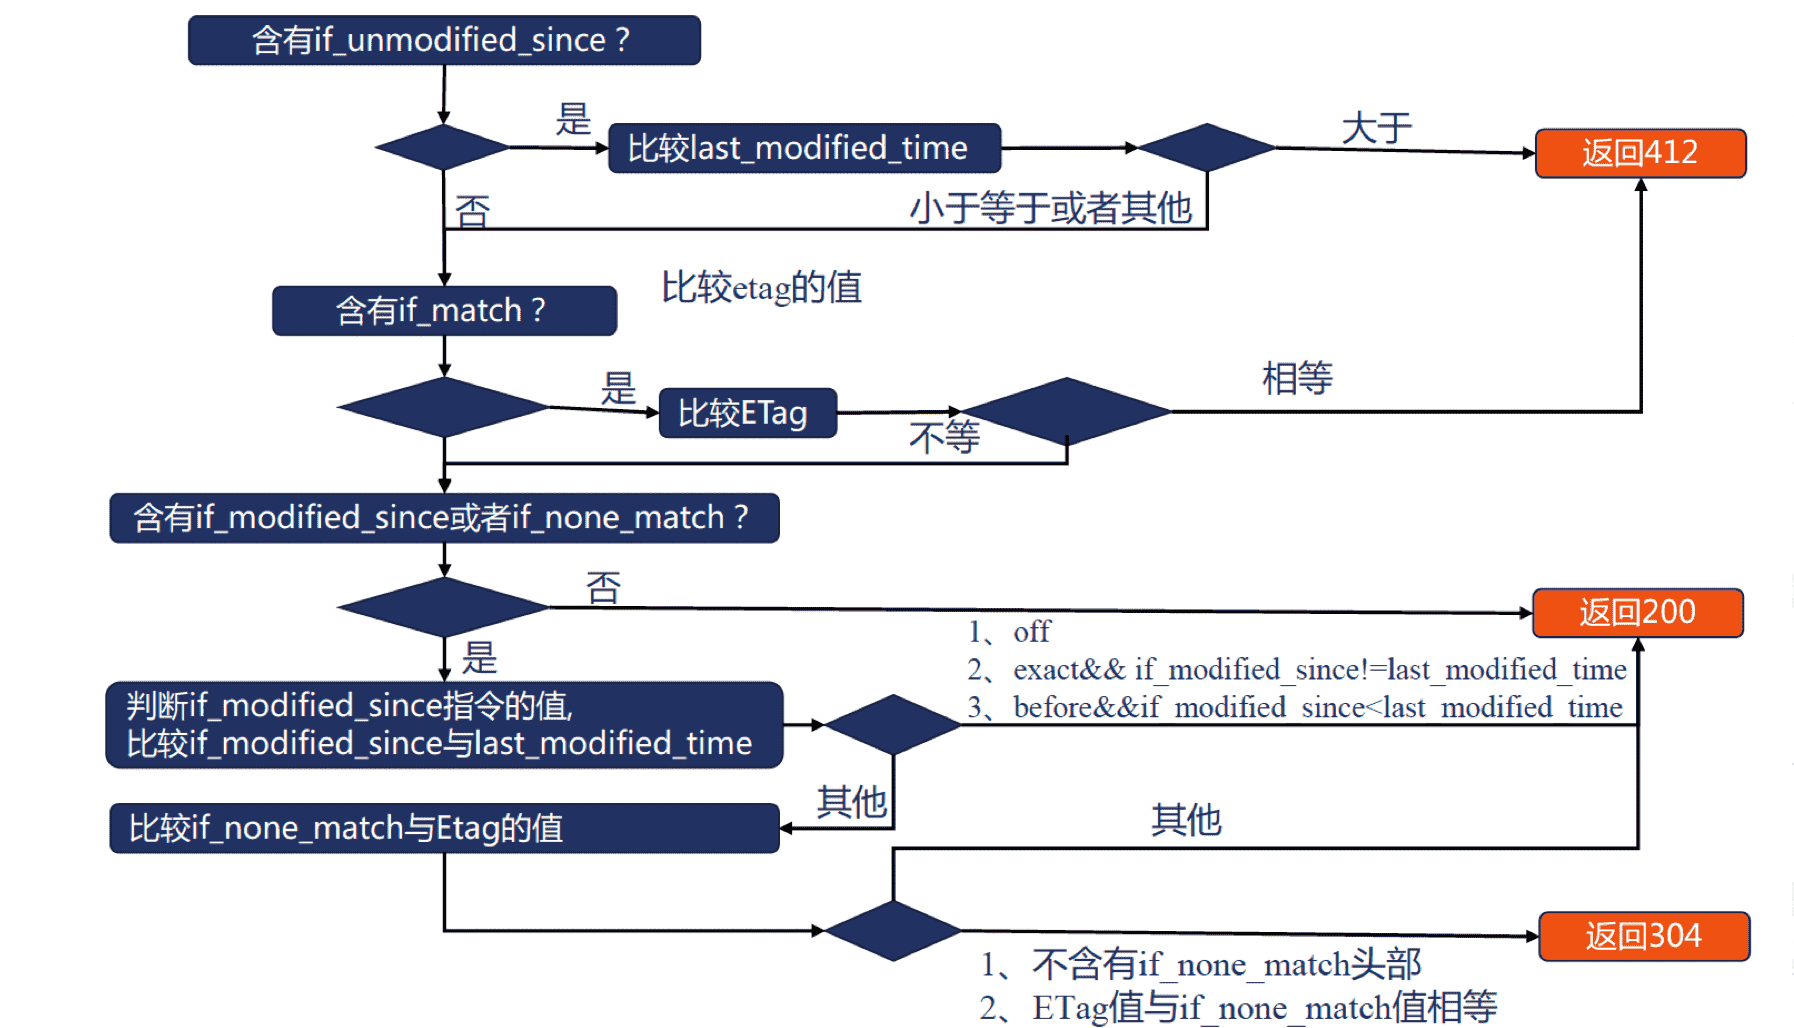 含有if_unmodified_since？
是
比较last_modified_time
大于
返回412
否
小于等于或者其他
比较etag的值
含有if_match？
是
比较ETag
不等
相等
含有if_modified_since或者if_none_match？
否
返回200
是
1、off
2、exact&& if_modified_since!=last_modified_time
3、before&&if_modified_since<last_modified_time
判断if_modified_since指令的值,
比较if_modified_since与last_modified_time
其他
其他
比较if_none_match与Etag的值
返回304
1、不含有if_none_match头部
2、ETag值与if_none_match值相等